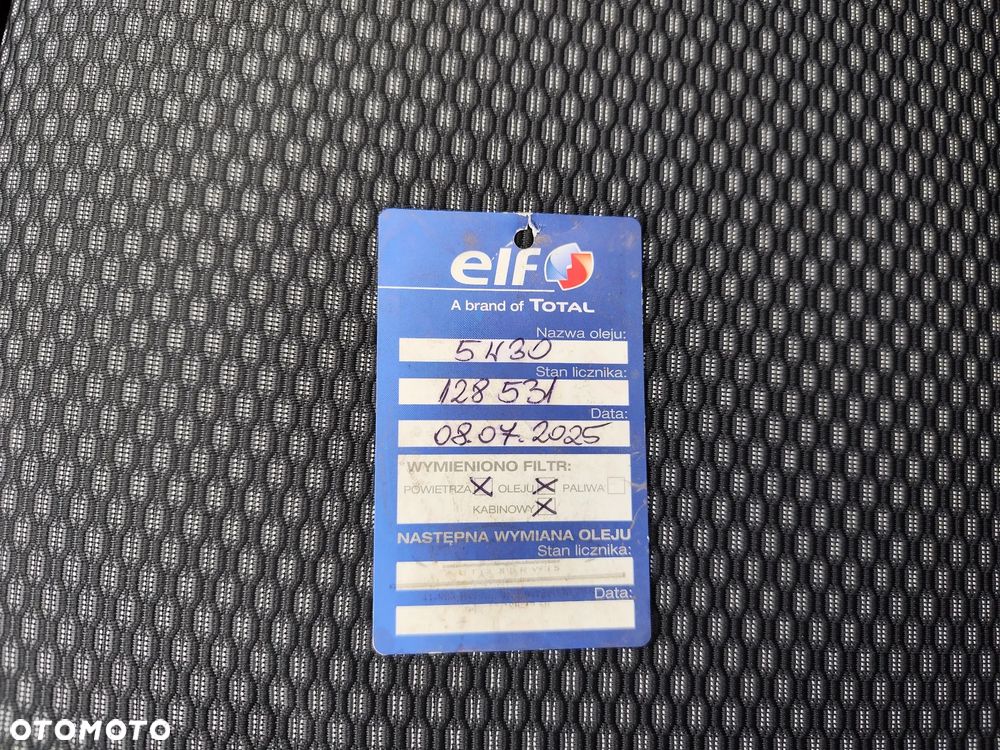 elf
A brand of TOTAL
Nazwa oleju:
5W30
Stan licznika:
128 531
Data:
08.07.2025
WYMIENIONO FILTR:
POWIETRZA X OLEJU X PALIWA
KABINOWY X
NASTĘPNA WYMIANA OLEJU
Stan licznika:
Data:
OTOMOTO